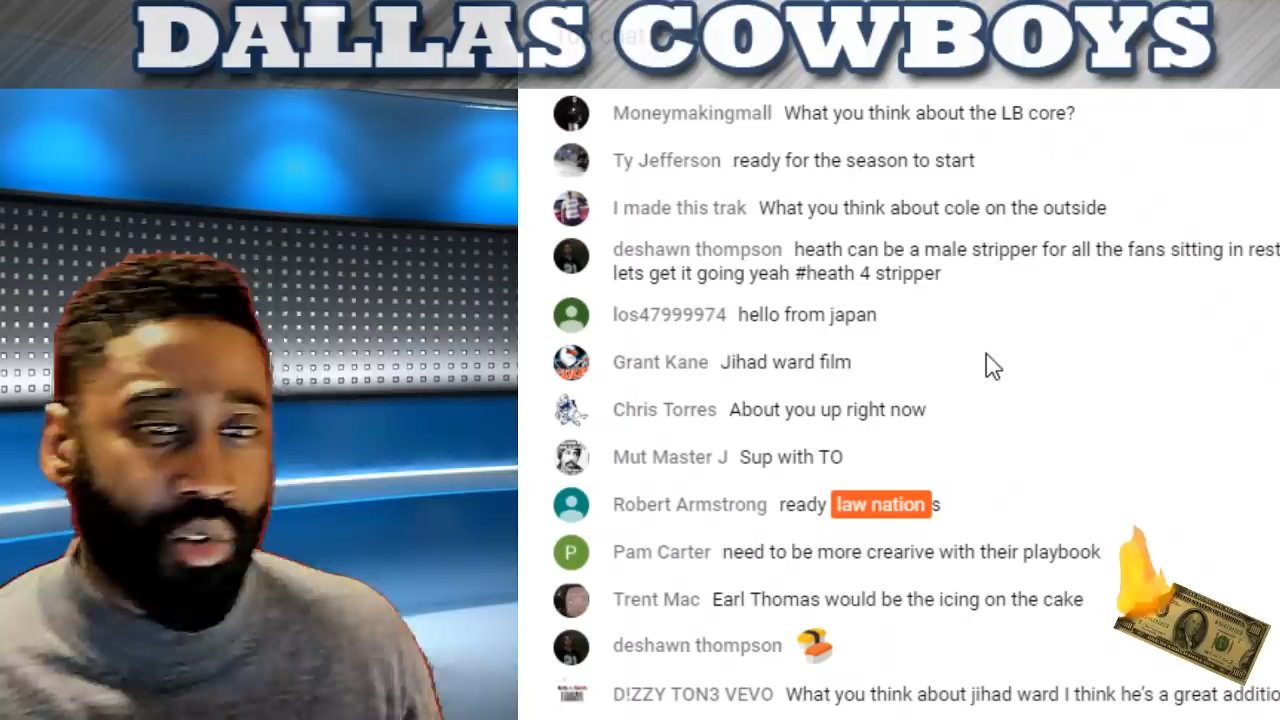 DALLAS COWBOYS
Moneymakingmall What you think about the LB core?
Ty Jefferson ready for the season to start
I made this trak What you think about cole on the outside
deshawn thompson heath can be a male stripper for all the fans sitting in rest
lets get it going yeah #heath 4 stripper
los47999974 hello from japan
Grant Kane Jihad ward film
Chris Torres About you up right now
Mut Master J Sup with TO
Robert Armstrong ready law nation s
P Pam Carter need to be more crearive with their playbook
Trent Mac Earl Thomas would be the icing on the cake
deshawn thompson 🍣
D!ZZY TON3 VEVO What you think about jihad ward I think he's a great additio